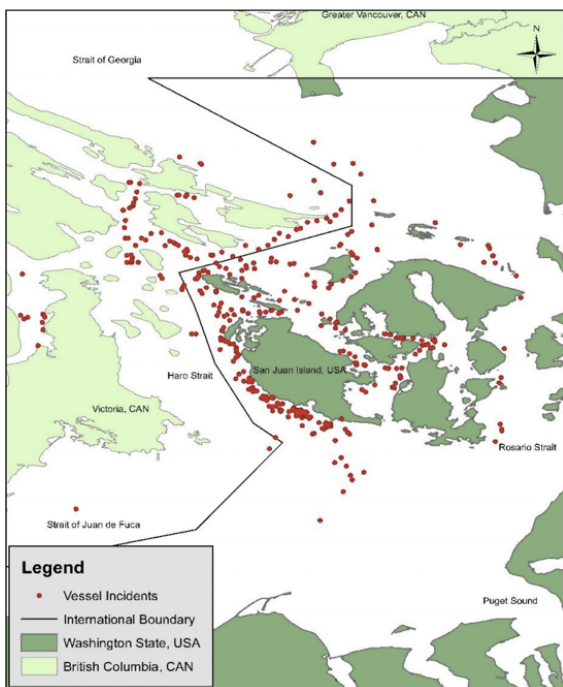 Greater Vancouver, CAN
N
Strait of Georgia
San Juan Island, USA
Haro Strait
Victoria, CAN
Rosario Strait
Strait of Juan de Fuca
Legend
Vessel Incidents
International Boundary
Washington State, USA
British Columbia, CAN
Puget Sound